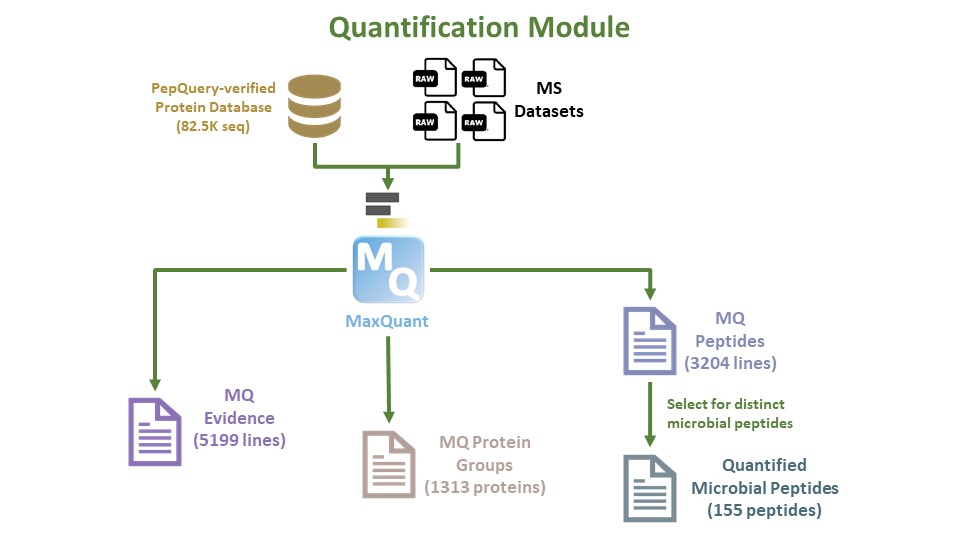 Quantification Module
PepQuery-verified
Protein Database
(82.5K seq)
RAW
RAW
RAW
RAW
MS
Datasets
MQ
MaxQuant
MQ
Evidence
(5199 lines)
MQ Protein
Groups
(1313 proteins)
MQ
Peptides
(3204 lines)
Select for distinct
microbial peptides
Quantified
Microbial Peptides
(155 peptides)